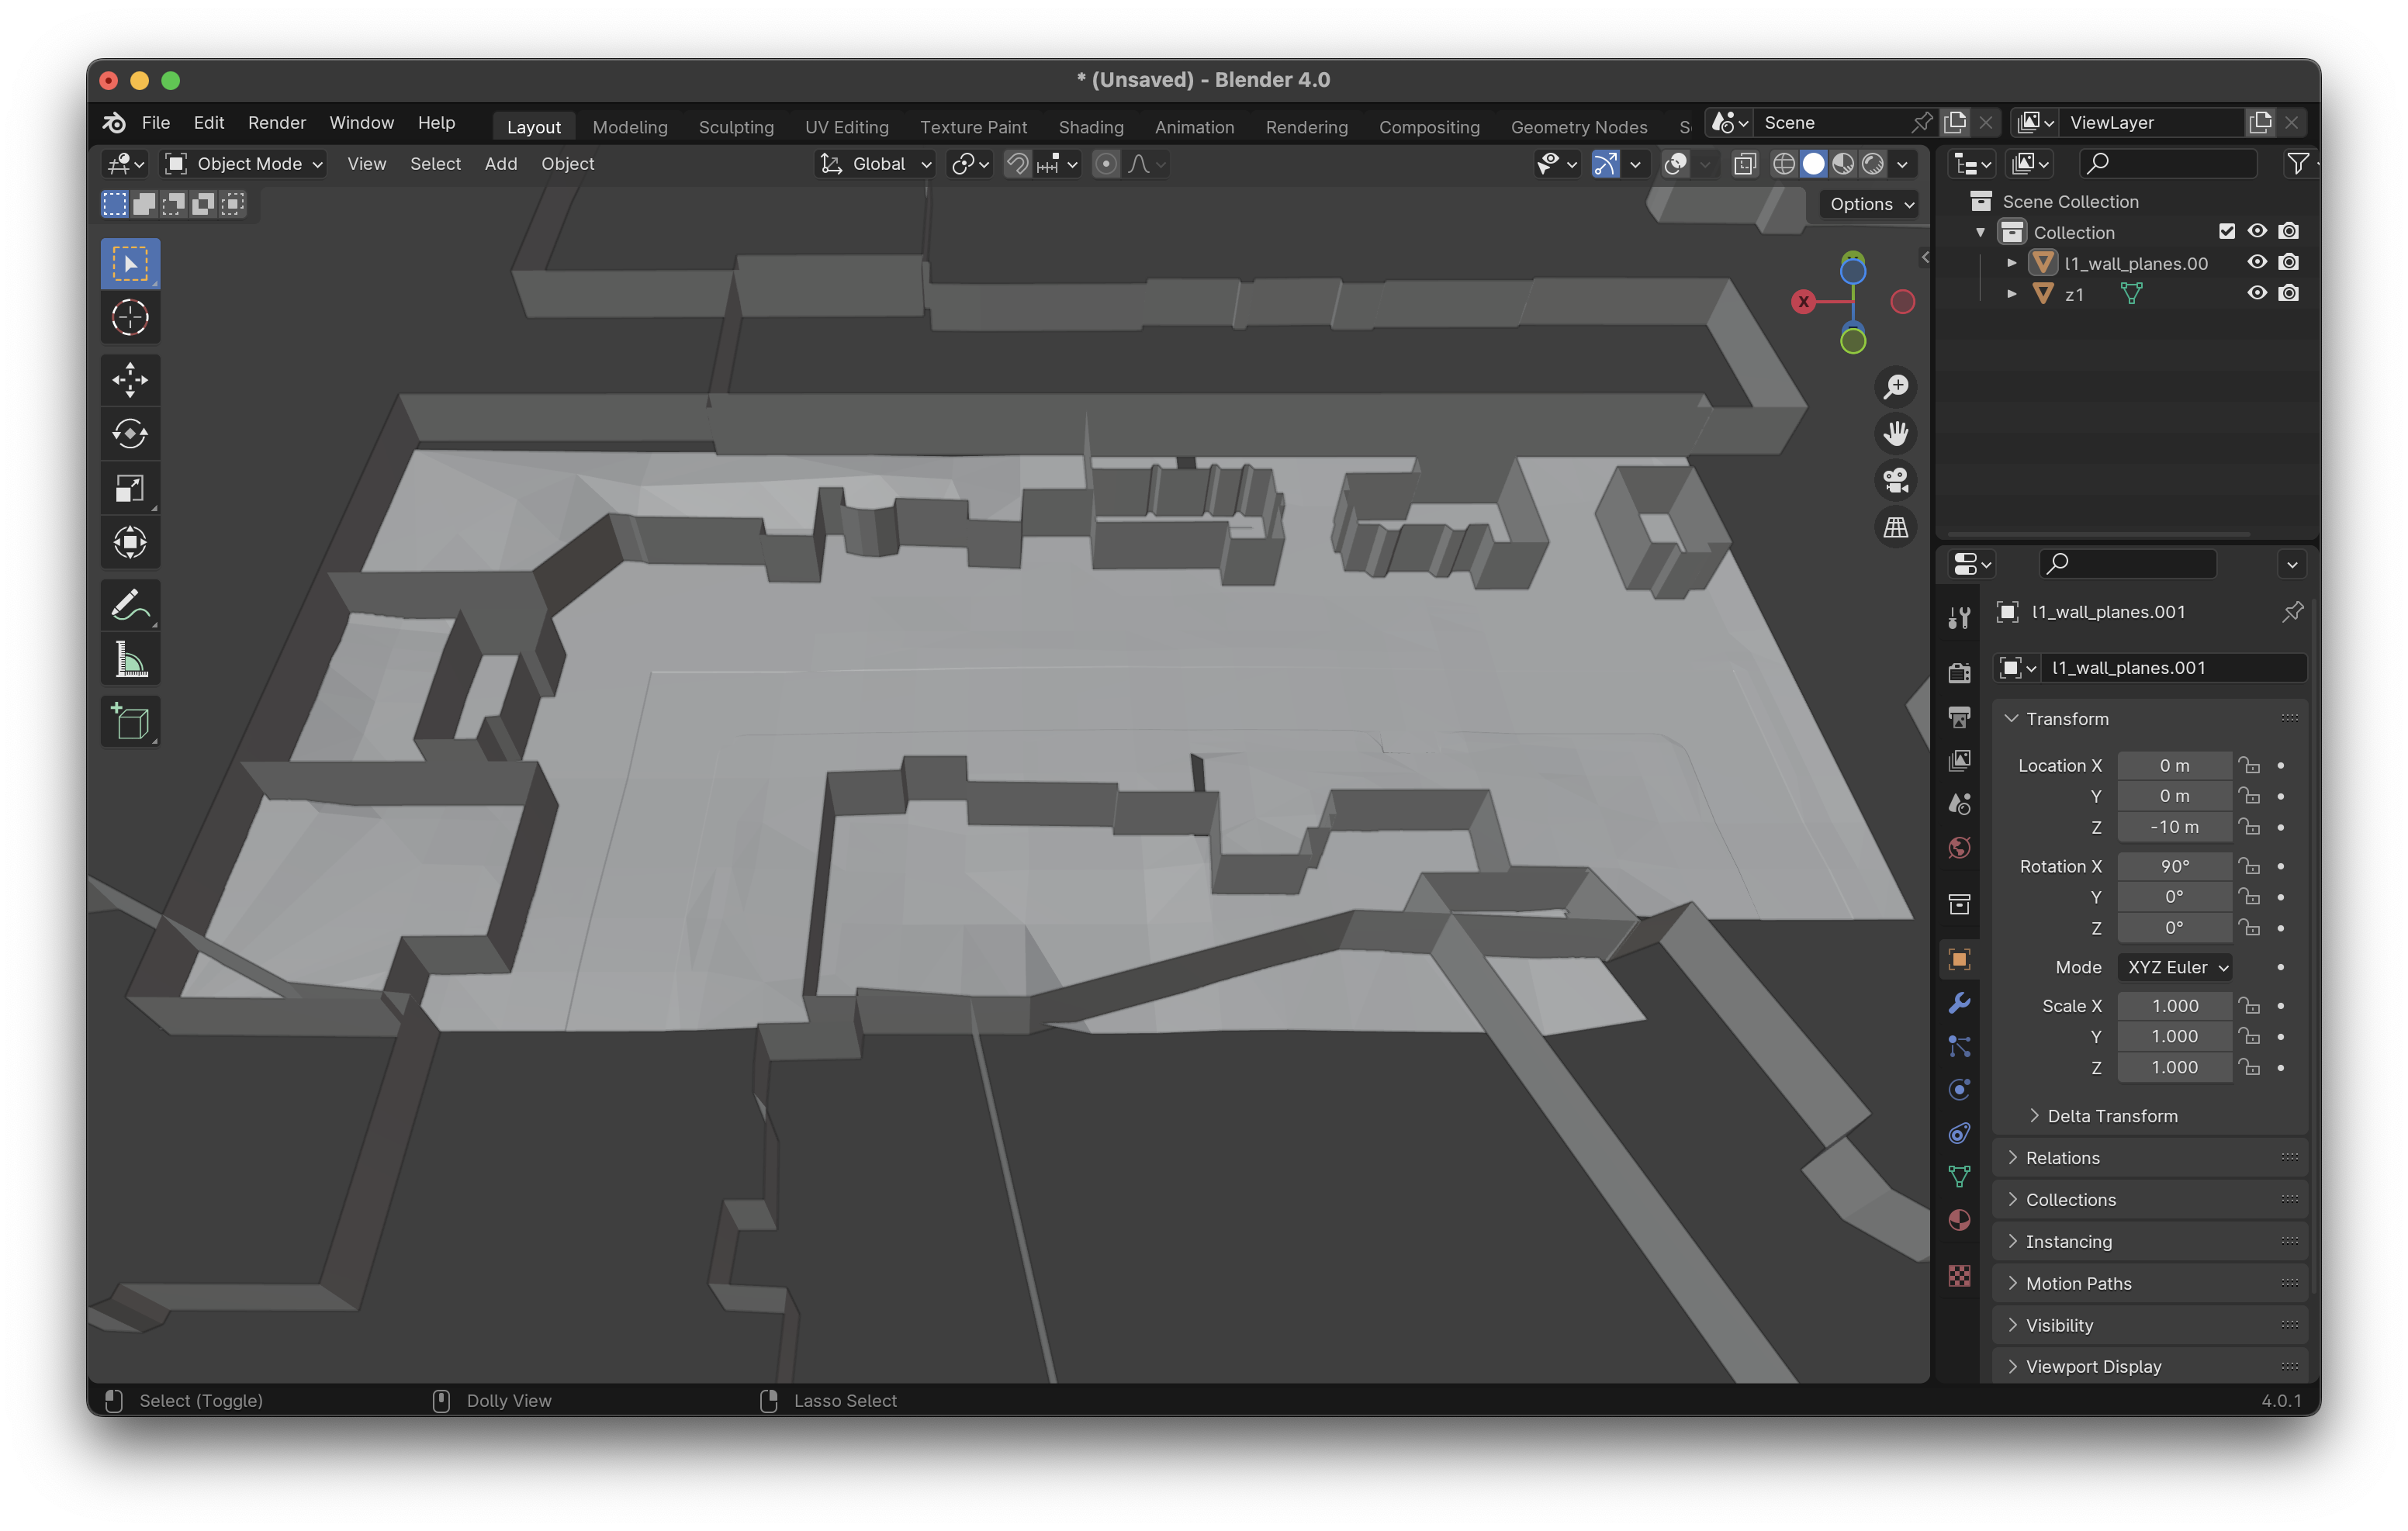 * (Unsaved) - Blender 4.0
File Edit Render Window Help Layout Modeling Sculpting UV Editing Texture Paint Shading Animation Rendering Compositing Geometry Nodes Scene ViewLayer
Object Mode View Select Add Object Global
Options
X
Scene Collection
Collection
l1_wall_planes.00
z1
l1_wall_planes.001
l1_wall_planes.001
Transform
Location X 0 m
Y 0 m
Z -10 m
Rotation X 90°
Y 0°
Z 0°
Mode XYZ Euler
Scale X 1.000
Y 1.000
Z 1.000
Delta Transform
Relations
Collections
Instancing
Motion Paths
Visibility
Viewport Display
Select (Toggle) Dolly View Lasso Select 4.0.1